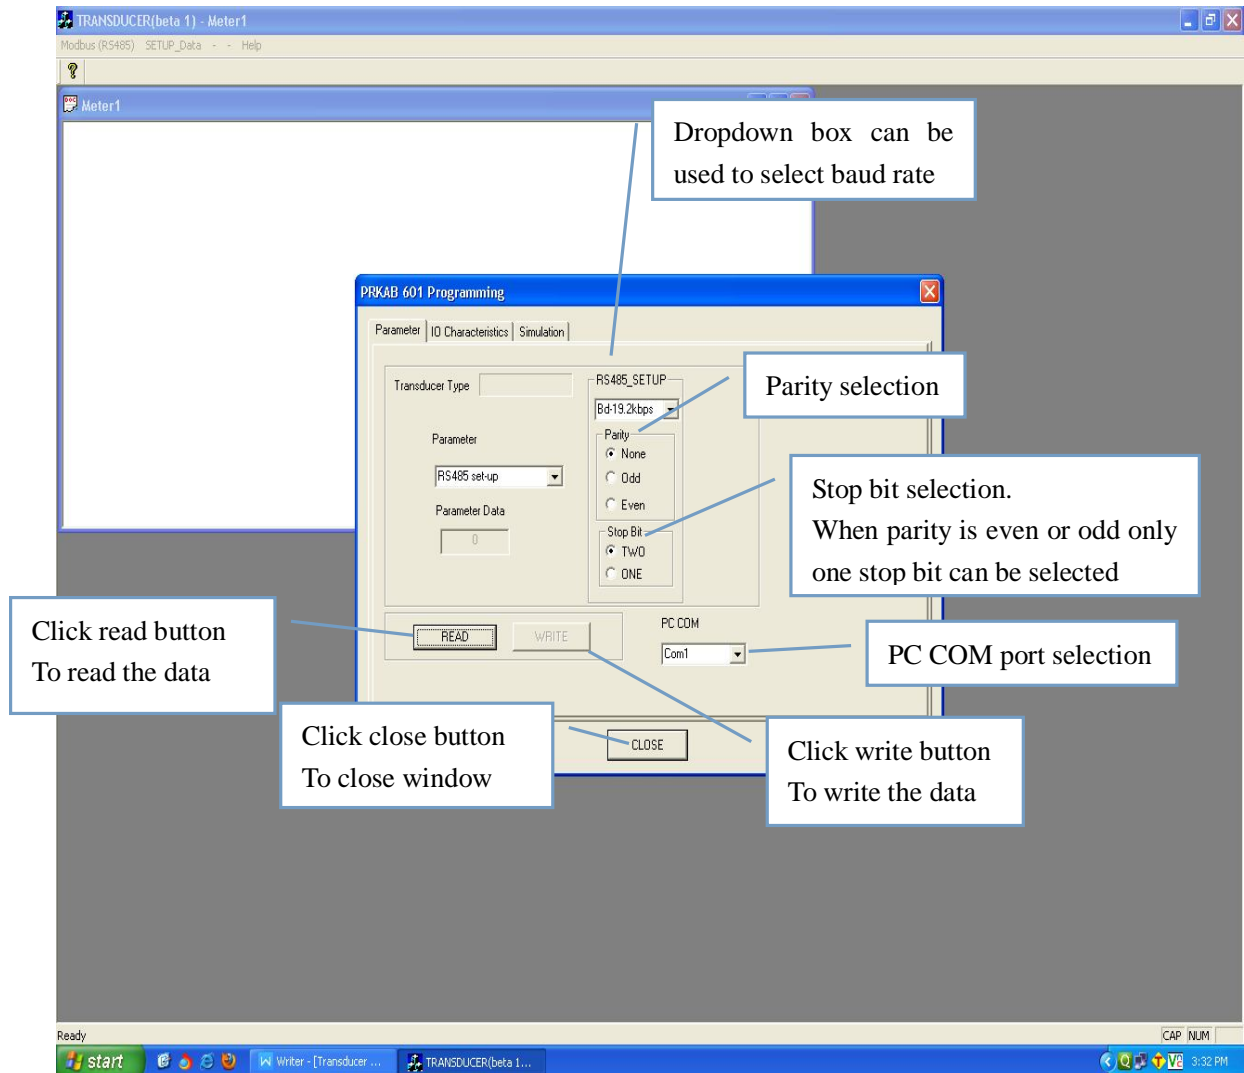 TRANSDUCER(beta 1) - Meter1
Modbus (RS485) SETUP_Data - - Help
Meter1
Dropdown box can be
used to select baud rate
PRKAB 601 Programming
Parameter IO Characteristics Simulation
Transducer Type
RS485_SETUP
Bd-19.2kbps
Parity selection
Parameter
Parity
None
RS485 set-up
Odd
Parameter Data
Even
0
Stop Bit
TWO
ONE
Stop bit selection.
When parity is even or odd only
one stop bit can be selected
Click read button
To read the data
READ WRITE
PC COM
Com1
PC COM port selection
Click close button
To close window
CLOSE
Click write button
To write the data
Ready
CAP NUM
start
Writer - [Transducer ...
TRANSDUCER(beta 1...
3:32 PM